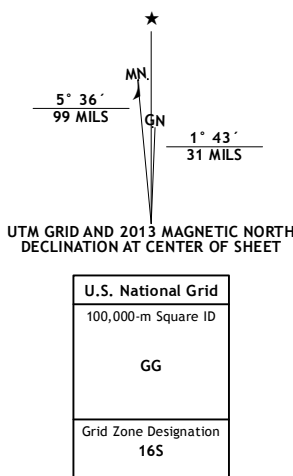 ★
MN.
5° 36´
99 MILS
GN
1° 43´
31 MILS
UTM GRID AND 2013 MAGNETIC NORTH
DECLINATION AT CENTER OF SHEET
U.S. National Grid
100,000-m Square ID
GG
Grid Zone Designation
16S